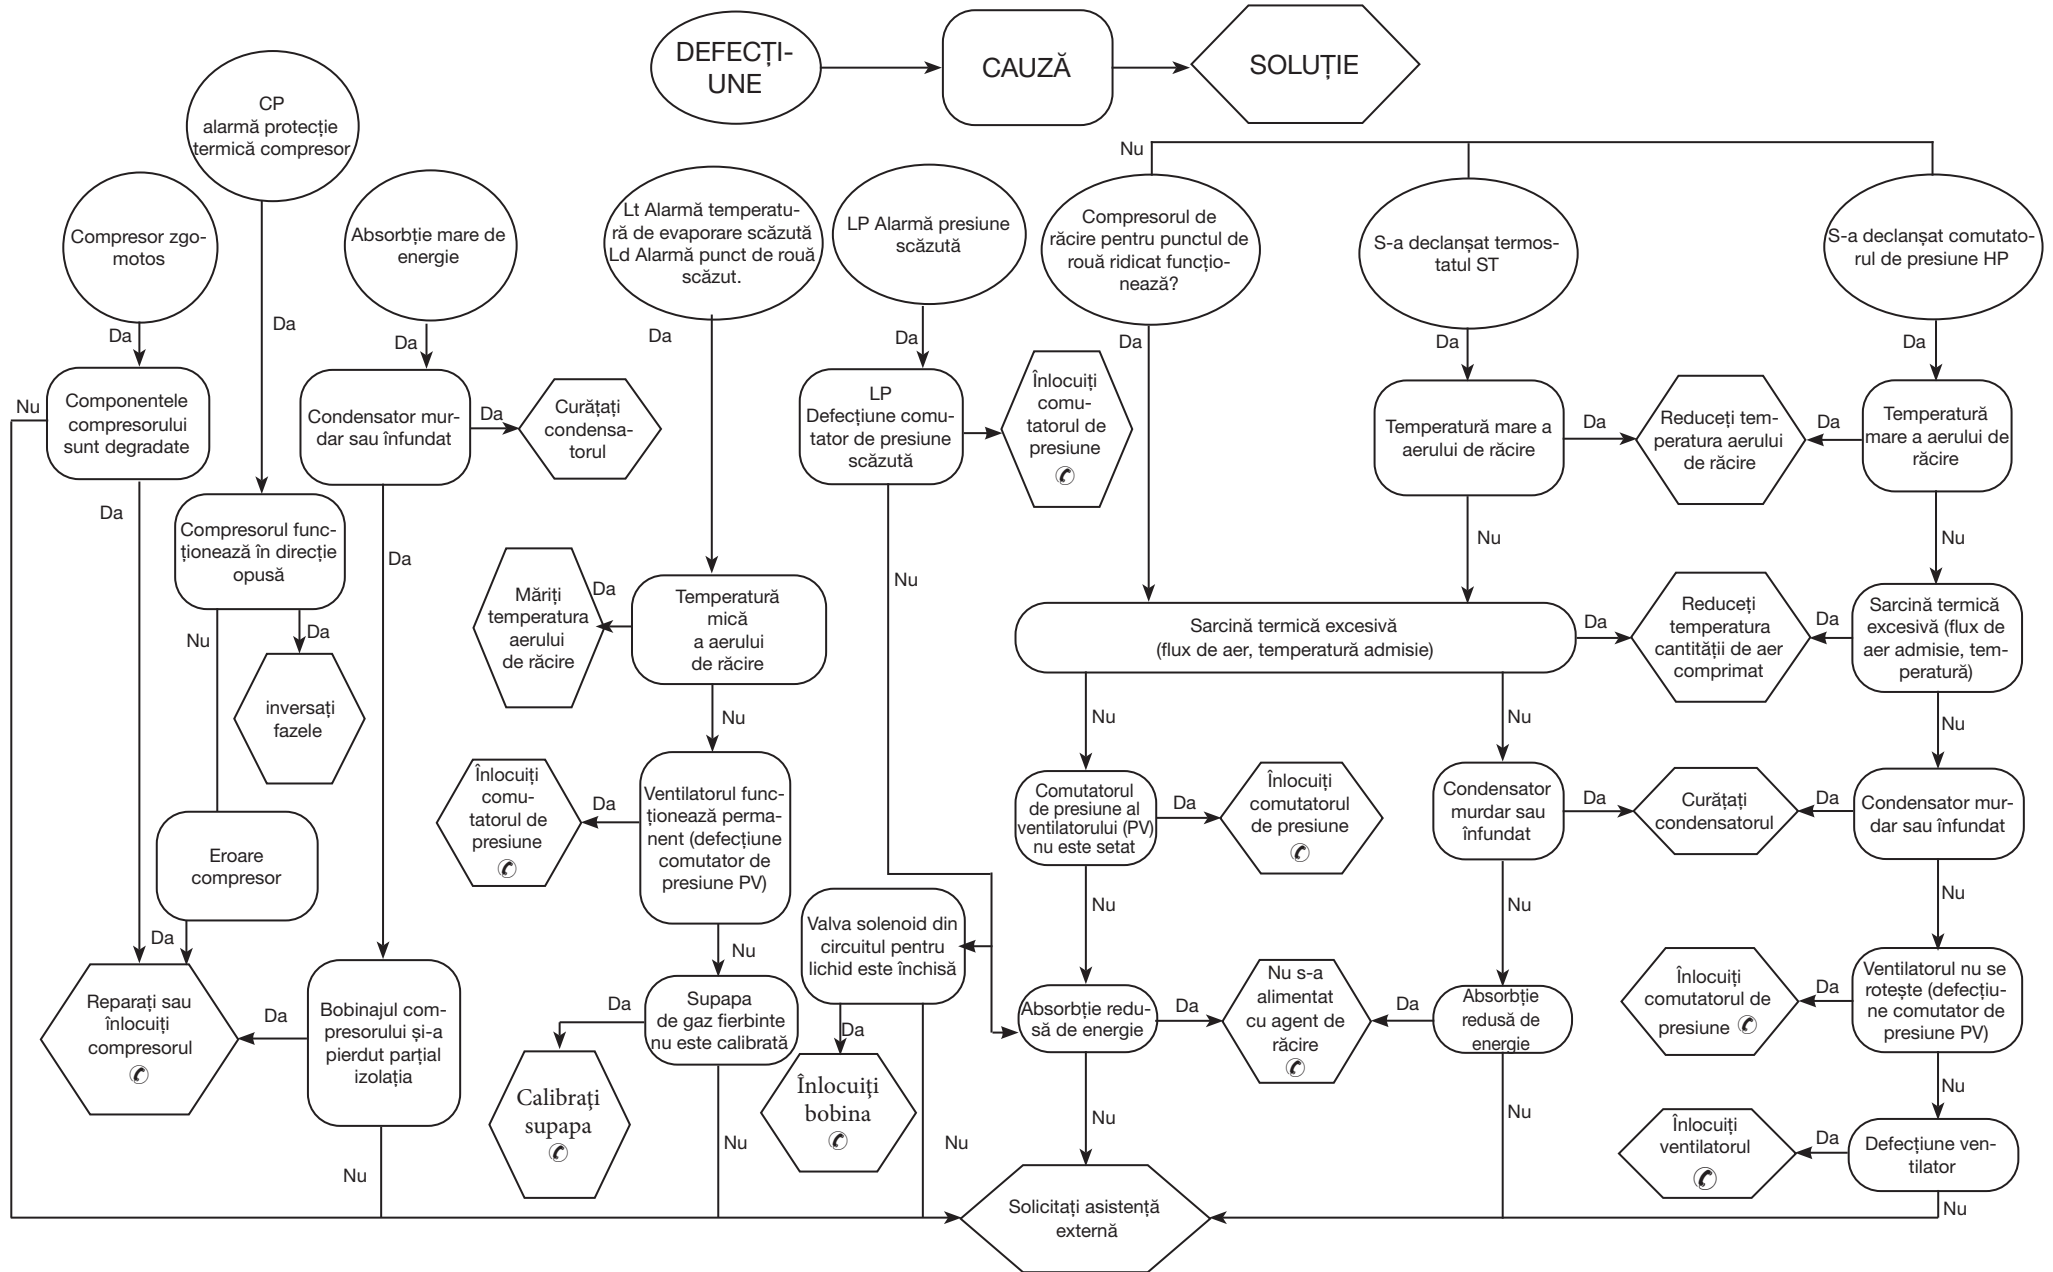 DEFECȚI-
UNE
CAUZĂ
SOLUȚIE
CP
alarmă protecție
termică compresor
Compresor zgo-
motos
Absorbție mare de
energie
Lt Alarmă temperatu-
ră de evaporare scăzută
Ld Alarmă punct de rouă
scăzut.
LP Alarmă presiune
scăzută
Nu
Compresorul de
răcire pentru punctul de
rouă ridicat funcțio-
nează?
S-a declanșat termos-
tatul ST
S-a declanșat comutato-
rul de presiune HP
Da
Da
Da
Da
Da
Da
Da
Da
Nu
Componentele
compresorului
sunt degradate
Da
Condensator mur-
dar sau înfundat
Da
Curățați
condensa-
torul
LP
Defecțiune comu-
tator de presiune
scăzută
Înlocuiți
comu-
tatorul de
presiune
Temperatură mare a
aerului de răcire
Da
Reduceți tem-
peratura aerului
de răcire
Da
Temperatură
mare a aerului de
răcire
Compresorul func-
ționează în direcție
opusă
Da
Nu
Da
inversați
fazele
Măriți
temperatura
aerului
de răcire
Da
Temperatură
mică
a aerului
de răcire
Nu
Nu
Nu
Nu
Sarcină termică excesivă
(flux de aer, temperatură admisie)
Da
Reduceți
temperatura
cantității de aer
comprimat
Da
Sarcină termică
excesivă (flux de
aer admisie, tem-
peratură)
Nu
Nu
Nu
Eroare
compresor
Da
Înlocuiți
comu-
tatorul de
presiune
Da
Ventilatorul func-
ționează perma-
nent (defecțiune
comutator de
presiune PV)
Nu
Comutatorul
de presiune al
ventilatorului (PV)
nu este setat
Da
Înlocuiți
comutatorul
de presiune
Condensator
murdar sau
înfundat
Da
Curățați
condensatorul
Da
Condensator mur-
dar sau înfundat
Nu
Nu
Nu
Reparați sau
înlocuiți
compresorul
Da
Bobinajul com-
presorului și-a
pierdut parțial
izolația
Nu
Da
Supapa
de gaz fierbinte
nu este calibrată
Calibrați
supapa
Nu
Valva solenoid din
circuitul pentru
lichid este închisă
Da
Înlocuiți
bobina
Nu
Absorbție redu-
să de energie
Da
Nu s-a
alimentat
cu agent de
răcire
Da
Absorbție
redusă de
energie
Nu
Nu
Înlocuiți
comutatorul de
presiune
Da
Ventilatorul nu se
rotește (defecțiu-
ne comutator de
presiune PV)
Nu
Înlocuiți
ventilatorul
Da
Defecțiune ven-
tilator
Nu
Solicitați asistență
externă